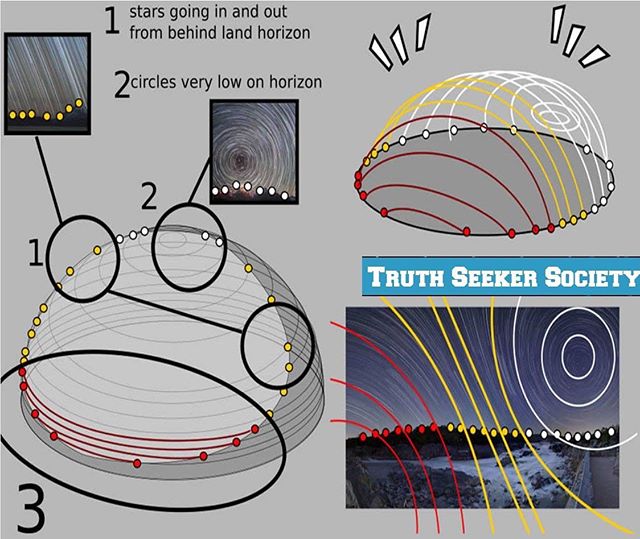 1 stars going in and out
from behind land horizon
2 circles very low on horizon
2
1
TRUTH SEEKER SOCIETY
3